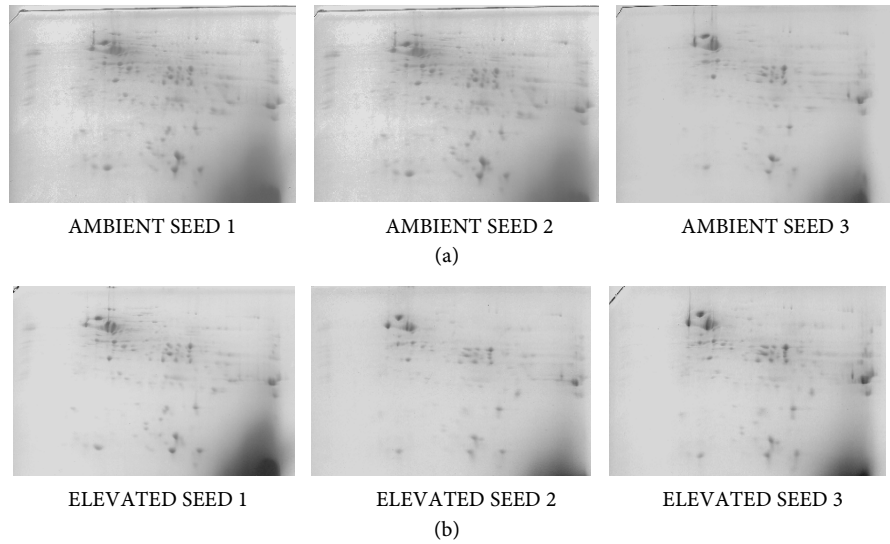 AMBIENT SEED 1 AMBIENT SEED 2 AMBIENT SEED 3
(a)
ELEVATED SEED 1 ELEVATED SEED 2 ELEVATED SEED 3
(b)